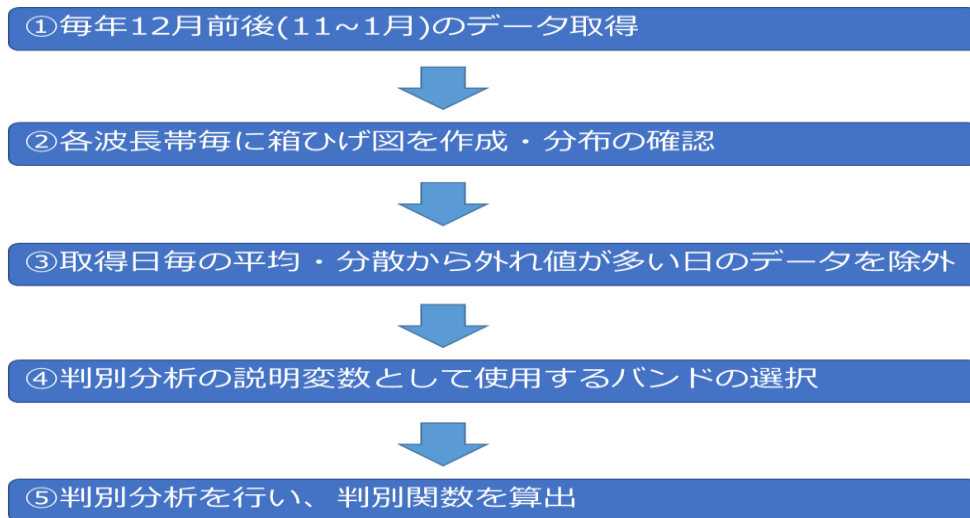 ①毎年12月前後(11~1月)のデータ取得
②各波長帯毎に箱ひげ図を作成・分布の確認
③取得日毎の平均・分散から外れ値が多い日のデータを除外
④判別分析の説明変数として使用するバンドの選択
⑤判別分析を行い、判別関数を算出